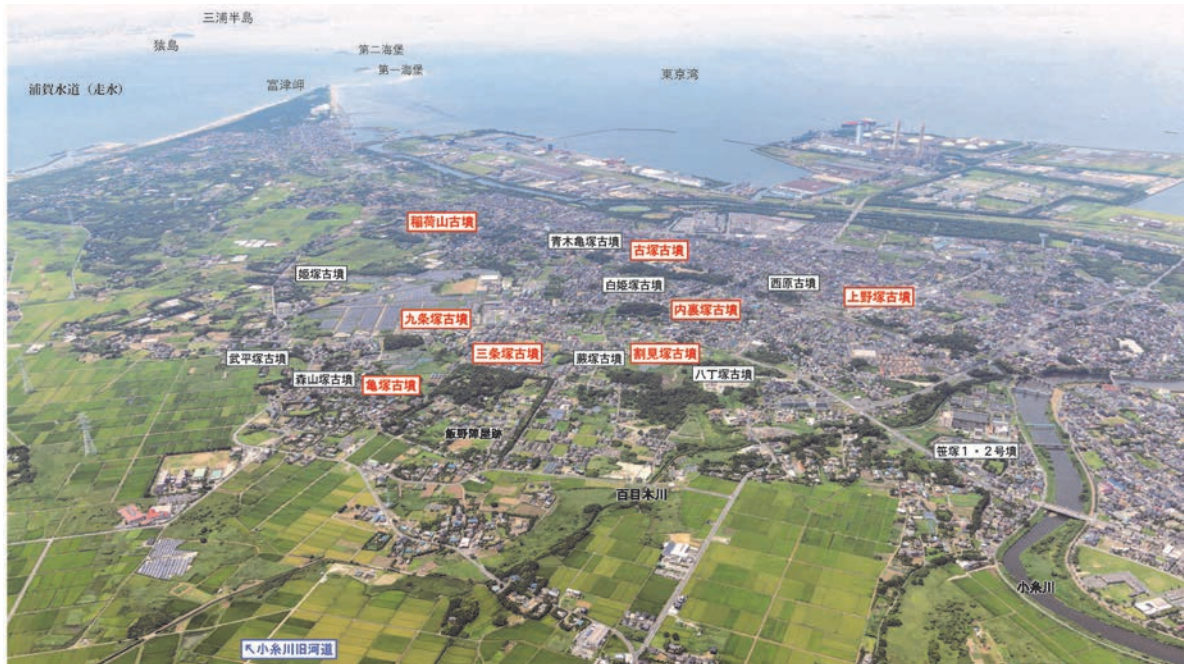 三浦半島
猿島
第二海堡
第一海堡
東京湾
富津岬
浦賀水道（走水）
稲荷山古墳
青木亀塚古墳
古塚古墳
姫塚古墳
白姫塚古墳
西原古墳
上野塚古墳
内裏塚古墳
九条塚古墳
三条塚古墳
蕨塚古墳
割見塚古墳
武平塚古墳
八丁塚古墳
森山塚古墳
亀塚古墳
飯野陣屋跡
笹塚1・2号墳
百目木川
小糸川
↖小糸川旧河道